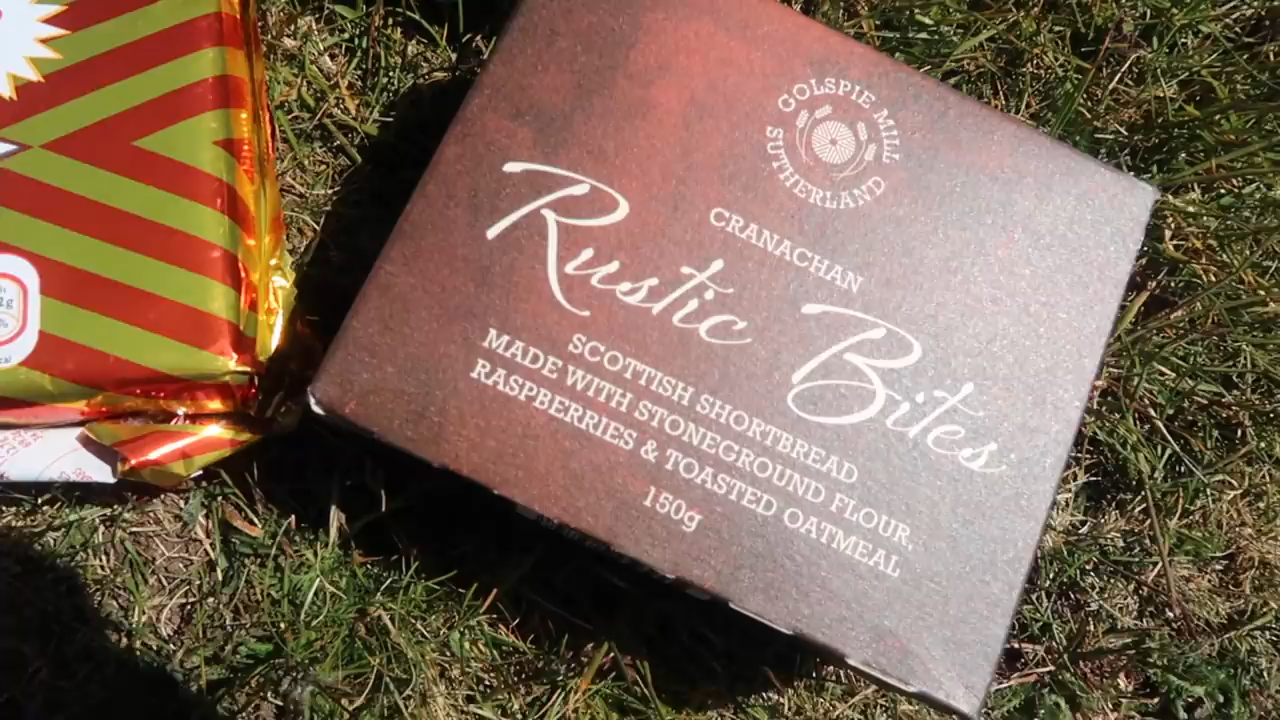 GOLSPIE MILL
SUTHERLAND
CRANACHAN
Rustic Bites
SCOTTISH SHORTBREAD
MADE WITH STONEGROUND FLOUR,
RASPBERRIES & TOASTED OATMEAL
150g